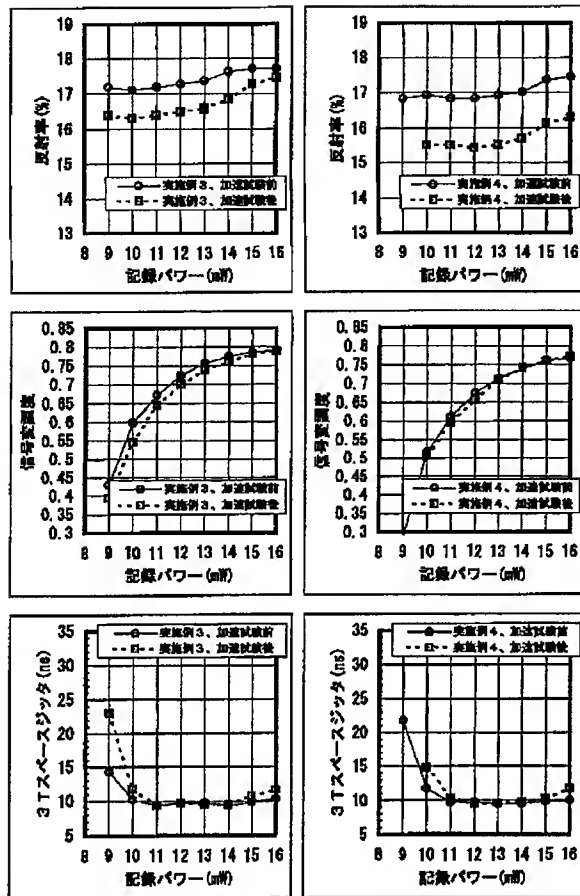 19
18
17
16
15
14
13
反射率(%)
実施例3、加速試験前
実施例3、加速試験後
8 9 10 11 12 13 14 15 16
記録パワー(mW)
19
18
17
16
15
14
13
反射率(%)
実施例4、加速試験前
実施例4、加速試験後
8 9 10 11 12 13 14 15 16
記録パワー(mW)
0.85
0.8
0.75
0.7
0.65
0.6
0.55
0.5
0.45
0.4
0.35
0.3
信号変調度
実施例3、加速試験前
実施例3、加速試験後
8 9 10 11 12 13 14 15 16
記録パワー(mW)
0.85
0.8
0.75
0.7
0.65
0.6
0.55
0.5
0.45
0.4
0.35
0.3
信号変調度
実施例4、加速試験前
実施例4、加速試験後
8 9 10 11 12 13 14 15 16
記録パワー(mW)
35
30
25
20
15
10
5
3Tスペースジッタ(ns)
実施例3、加速試験前
実施例3、加速試験後
8 9 10 11 12 13 14 15 16
記録パワー(mW)
35
30
25
20
15
10
5
3Tスペースジッタ(ns)
実施例4、加速試験前
実施例4、加速試験後
8 9 10 11 12 13 14 15 16
記録パワー(mW)